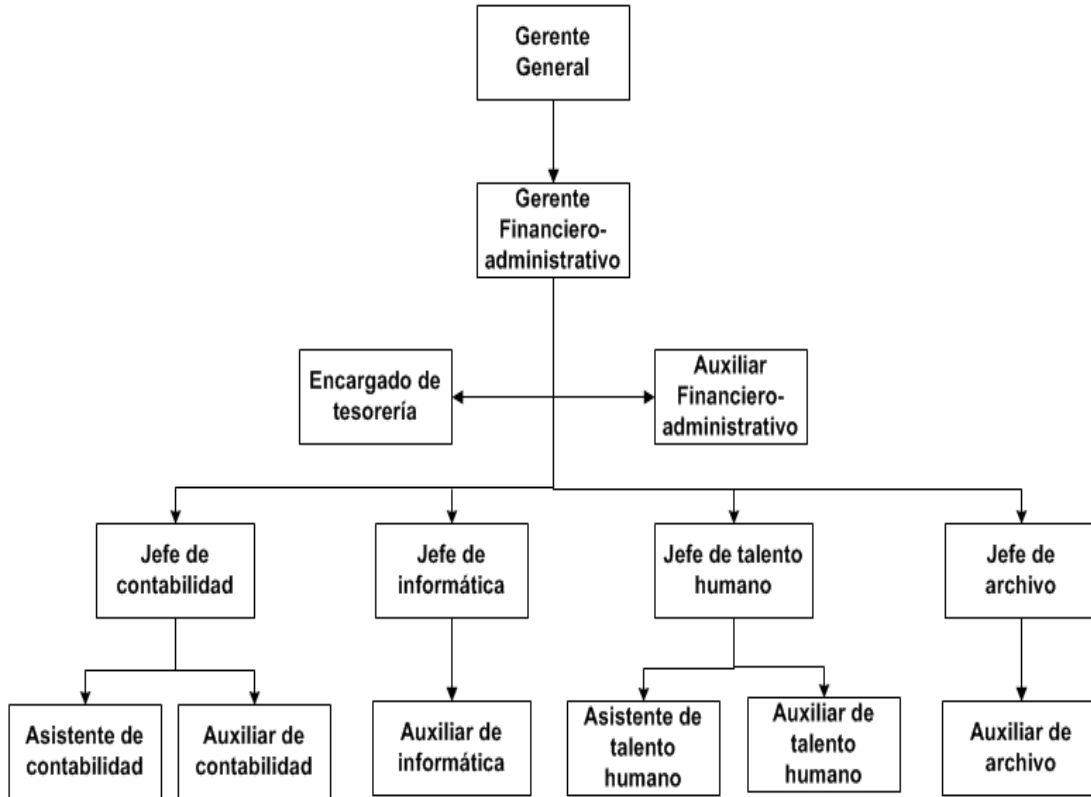 Gerente
General
Gerente
Financiero-
administrativo
Encargado de
tesorería
Auxiliar
Financiero-
administrativo
Jefe de
contabilidad
Jefe de
informática
Jefe de talento
humano
Jefe de
archivo
Asistente de
contabilidad
Auxiliar de
contabilidad
Auxiliar de
informática
Asistente de
talento
humano
Auxiliar de
talento
humano
Auxiliar de
archivo